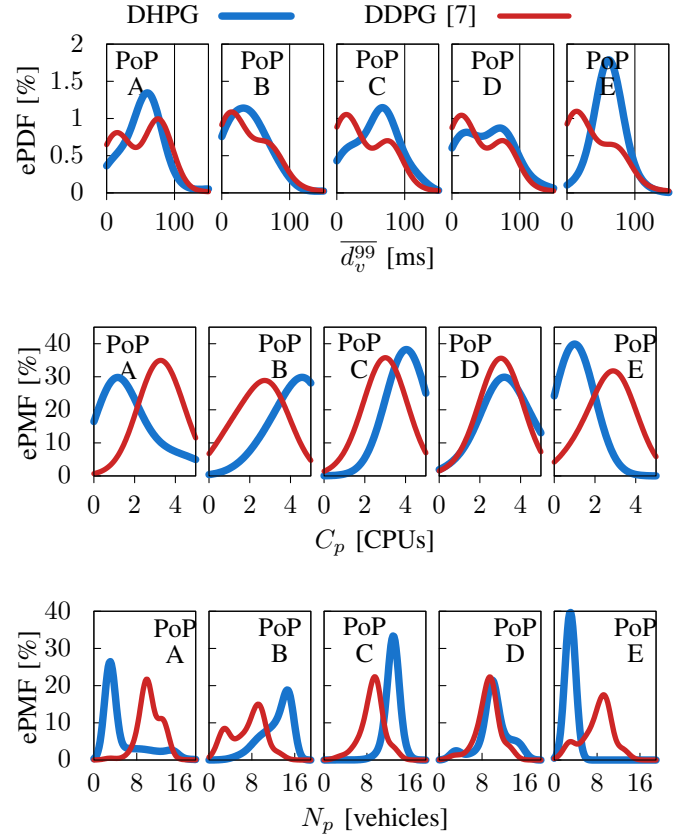 DHPG DDPG [7]
ePDF [%]
2
1.5
1
0.5
0
PoP A PoP B PoP C PoP D PoP E
0 100 0 100 0 100 0 100 0 100
d_v^99 [ms]
ePMF [%]
40
30
20
10
0
PoP A PoP B PoP C PoP D PoP E
0 2 4 0 2 4 0 2 4 0 2 4 0 2 4
C_p [CPUs]
ePMF [%]
40
30
20
10
0
PoP A PoP B PoP C PoP D PoP E
0 8 16 0 8 16 0 8 16 0 8 16 0 8 16
N_p [vehicles]